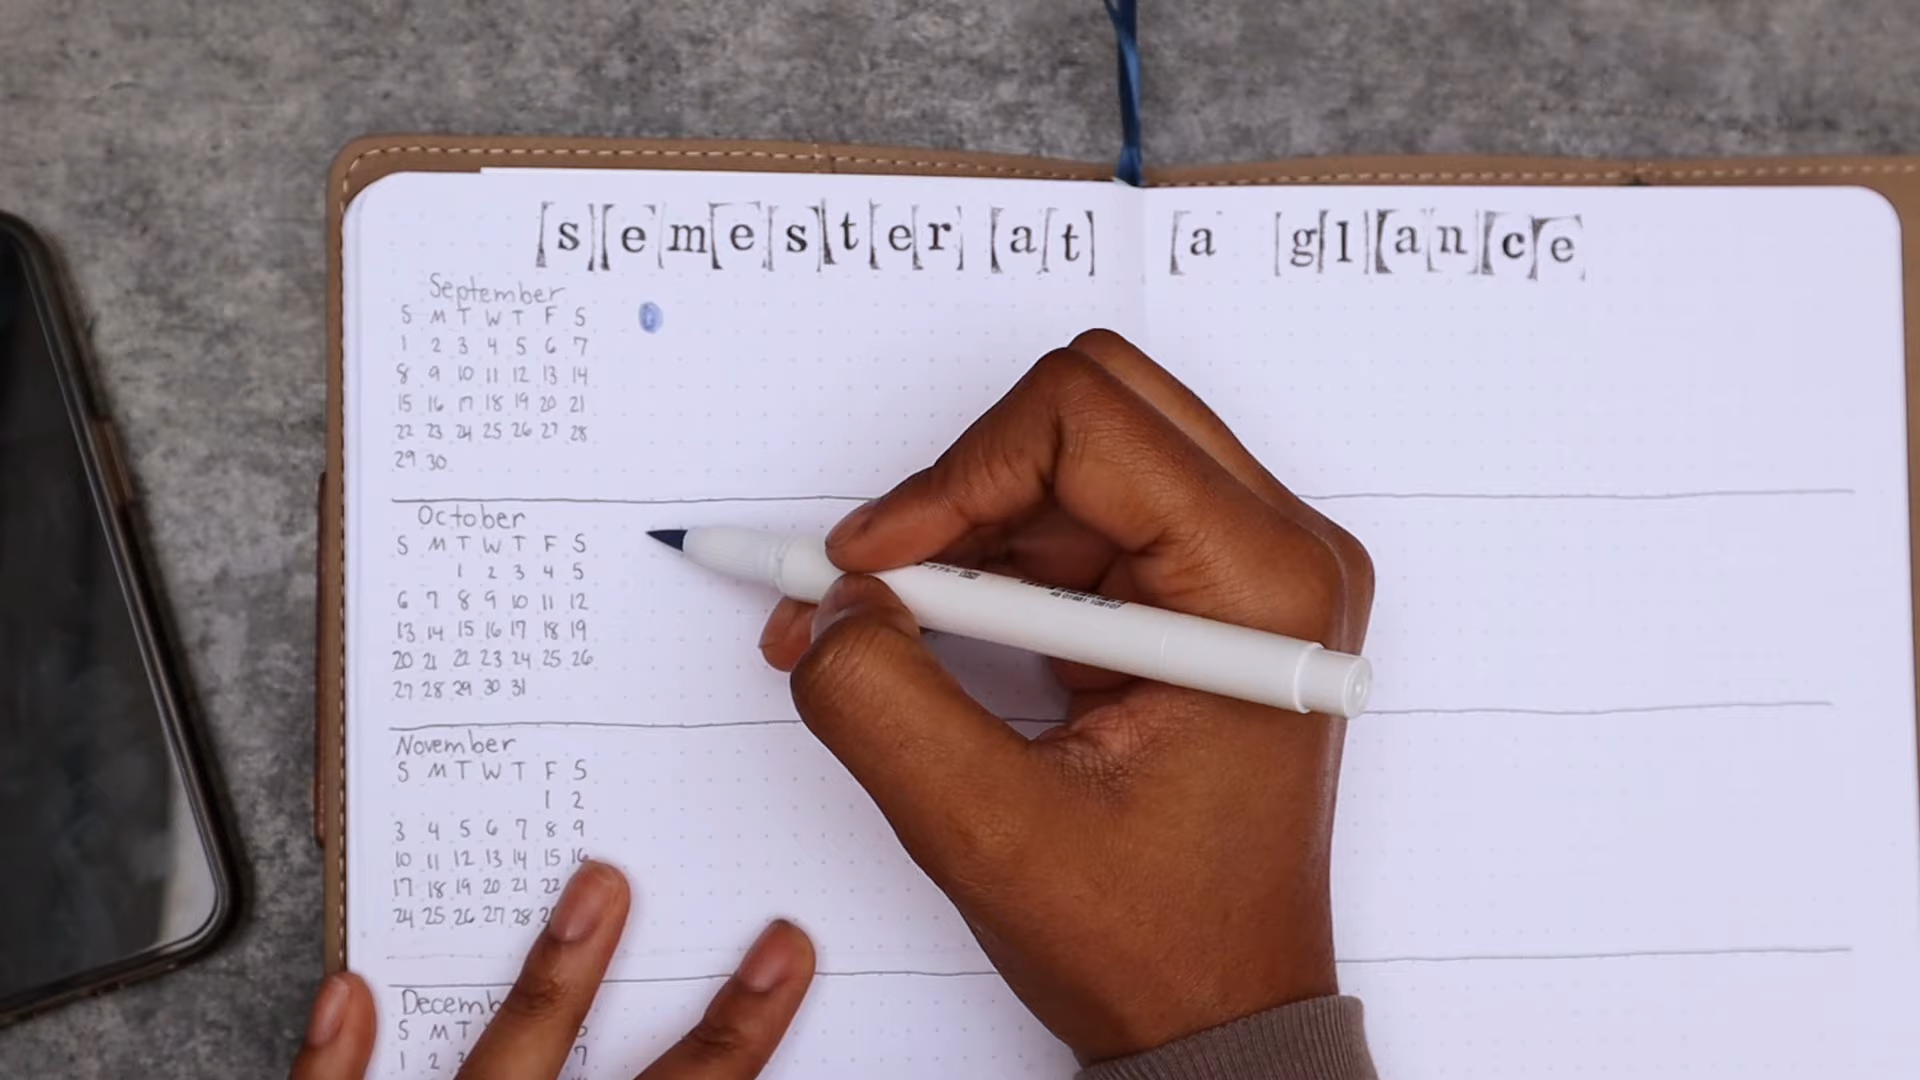 [s][e[m[e][s][t[e[r] [a[t] [a [g[l][a[n][c[e]
September
S M T W T F S
1 2 3 4 5 6 7
8 9 10 11 12 13 14
15 16 17 18 19 20 21
22 23 24 25 26 27 28
29 30
October
S M T W T F S
1 2 3 4 5
6 7 8 9 10 11 12
13 14 15 16 17 18 19
20 21 22 23 24 25 26
27 28 29 30 31
November
S M T W T F S
1 2
3 4 5 6 7 8 9
10 11 12 13 14 15 16
17 18 19 20 21 22
24 25 26 27 28
Decemb
S M T
1 2 7